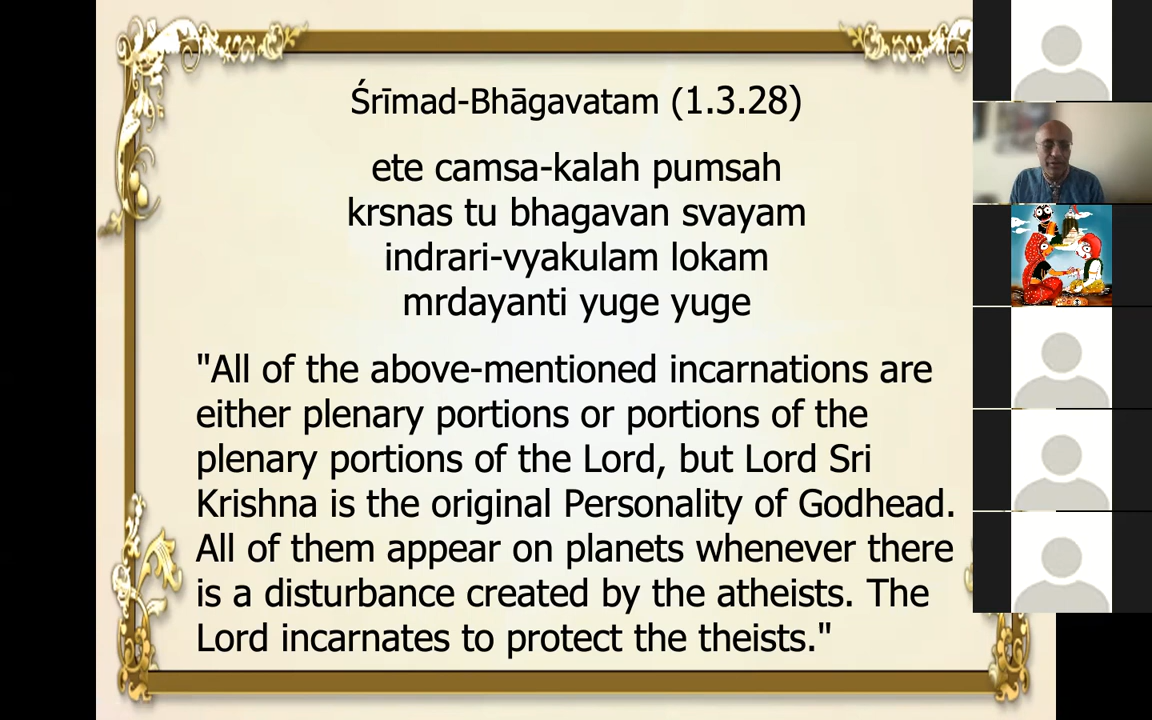 Śrīmad-Bhāgavatam (1.3.28)
ete camsa-kalah pumsah
krsnas tu bhagavan svayam
indrari-vyakulam lokam
mrdayanti yuge yuge
"All of the above-mentioned incarnations are
either plenary portions or portions of the
plenary portions of the Lord, but Lord Sri
Krishna is the original Personality of Godhead.
All of them appear on planets whenever there
is a disturbance created by the atheists. The
Lord incarnates to protect the theists."